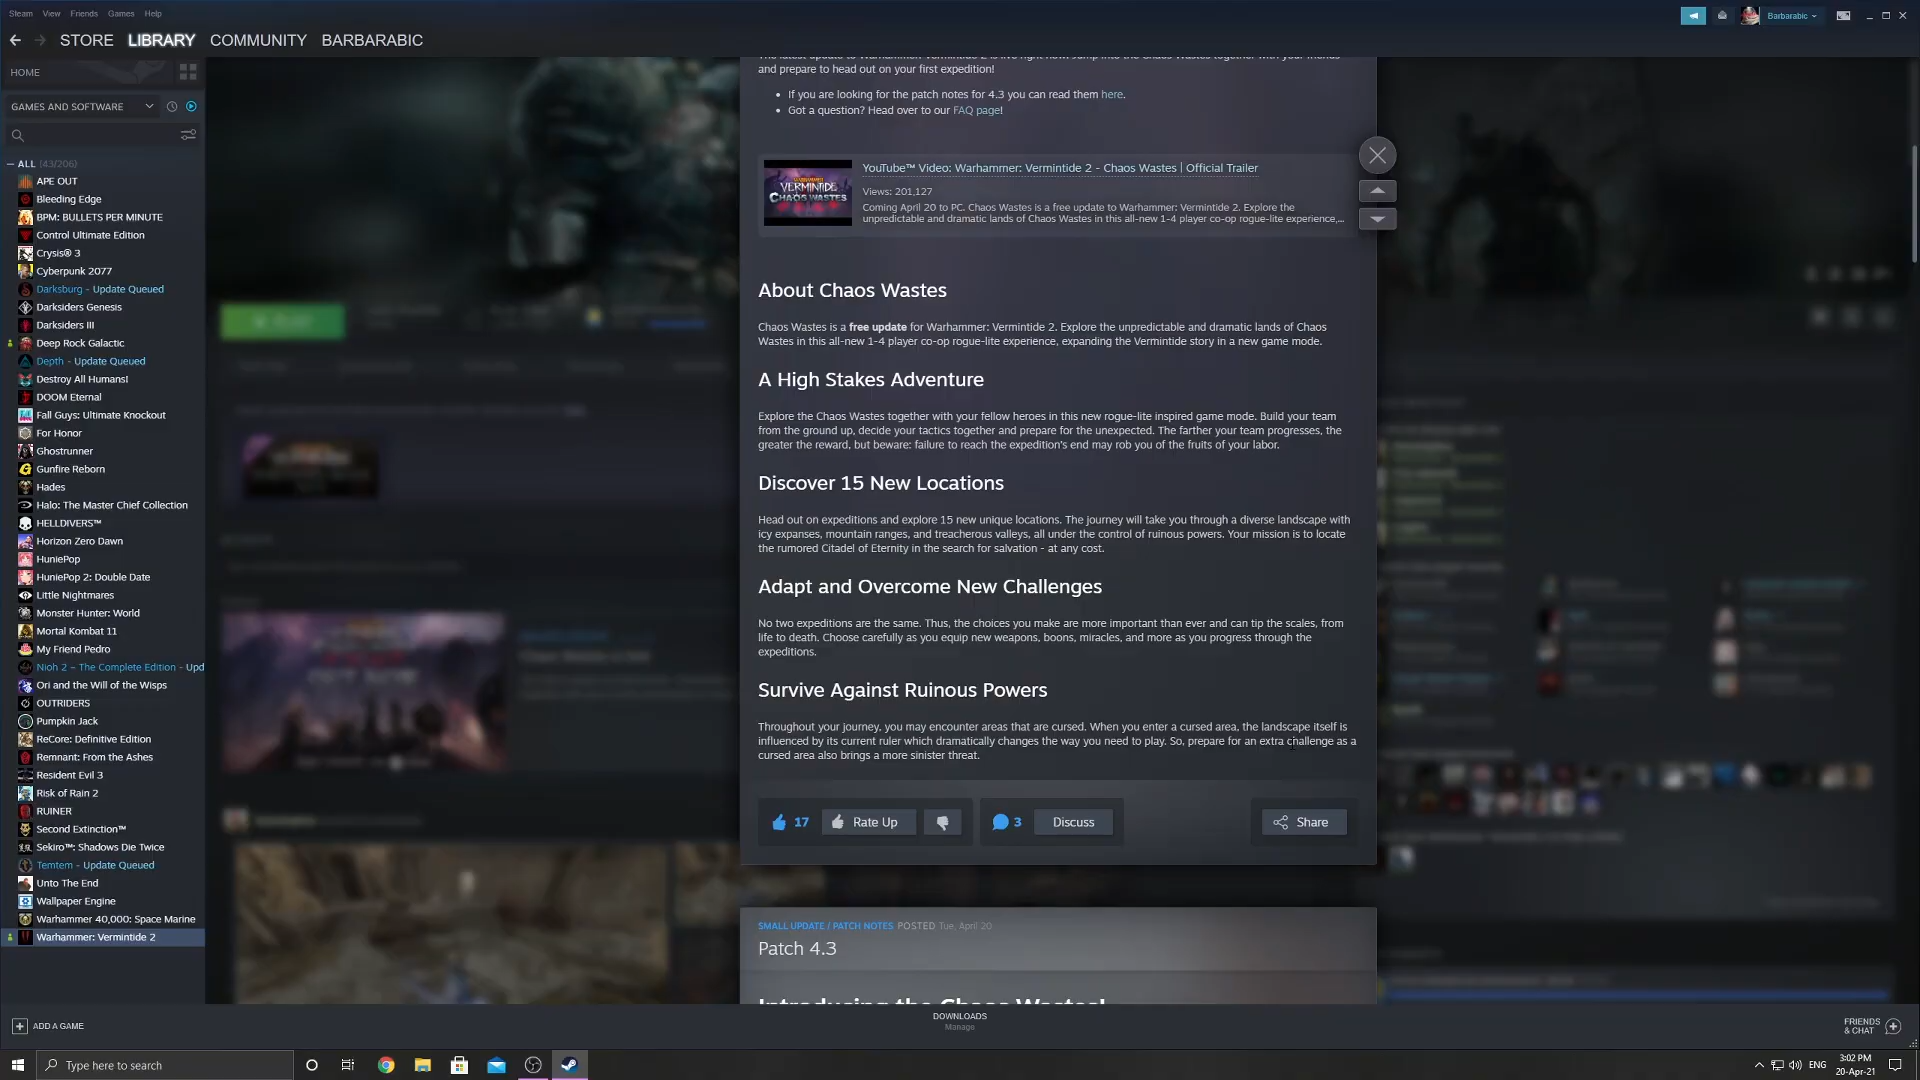 Steam View Friends Games Help
Barbarabic
STORE LIBRARY COMMUNITY BARBARABIC
HOME
GAMES AND SOFTWARE
ALL (43/206)
APE OUT
Bleeding Edge
BPM: BULLETS PER MINUTE
Control Ultimate Edition
Crysis® 3
Cyberpunk 2077
Darksburg - Update Queued
Darksiders Genesis
Darksiders III
Deep Rock Galactic
Depth - Update Queued
Destroy All Humans!
DOOM Eternal
Fall Guys: Ultimate Knockout
For Honor
Ghostrunner
Gunfire Reborn
Hades
Halo: The Master Chief Collection
HELLDIVERS™
Horizon Zero Dawn
HuniePop
HuniePop 2: Double Date
Little Nightmares
Monster Hunter: World
Mortal Kombat 11
My Friend Pedro
Nioh 2 – The Complete Edition - Upd
Ori and the Will of the Wisps
OUTRIDERS
Pumpkin Jack
ReCore: Definitive Edition
Remnant: From the Ashes
Resident Evil 3
Risk of Rain 2
RUINER
Second Extinction™
Sekiro™: Shadows Die Twice
Temtem - Update Queued
Unto The End
Wallpaper Engine
Warhammer 40,000: Space Marine
Warhammer: Vermintide 2
ADD A GAME
and prepare to head out on your first expedition!
• If you are looking for the patch notes for 4.3 you can read them here.
• Got a question? Head over to our FAQ page!
VERMINTIDE
CHAOS WASTES
YouTube™ Video: Warhammer: Vermintide 2 - Chaos Wastes | Official Trailer
Views: 201,127
Coming April 20 to PC. Chaos Wastes is a free update to Warhammer: Vermintide 2. Explore the
unpredictable and dramatic lands of Chaos Wastes in this all-new 1-4 player co-op rogue-lite experience,...
About Chaos Wastes
Chaos Wastes is a free update for Warhammer: Vermintide 2. Explore the unpredictable and dramatic lands of Chaos
Wastes in this all-new 1-4 player co-op rogue-lite experience, expanding the Vermintide story in a new game mode.
A High Stakes Adventure
Explore the Chaos Wastes together with your fellow heroes in this new rogue-lite inspired game mode. Build your team
from the ground up, decide your tactics together and prepare for the unexpected. The farther your team progresses, the
greater the reward, but beware: failure to reach the expedition's end may rob you of the fruits of your labor.
Discover 15 New Locations
Head out on expeditions and explore 15 new unique locations. The journey will take you through a diverse landscape with
icy expanses, mountain ranges, and treacherous valleys, all under the control of ruinous powers. Your mission is to locate
the rumored Citadel of Eternity in the search for salvation - at any cost.
Adapt and Overcome New Challenges
No two expeditions are the same. Thus, the choices you make are more important than ever and can tip the scales, from
life to death. Choose carefully as you equip new weapons, boons, miracles, and more as you progress through the
expeditions.
Survive Against Ruinous Powers
Throughout your journey, you may encounter areas that are cursed. When you enter a cursed area, the landscape itself is
influenced by its current ruler which dramatically changes the way you need to play. So, prepare for an extra challenge as a
cursed area also brings a more sinister threat.
17 Rate Up 3 Discuss Share
SMALL UPDATE / PATCH NOTES POSTED Tue, April 20
Patch 4.3
Introducing the Chaos Wastes!
DOWNLOADS
Manage
FRIENDS
& CHAT
Type here to search
ENG
3:02 PM
20-Apr-21